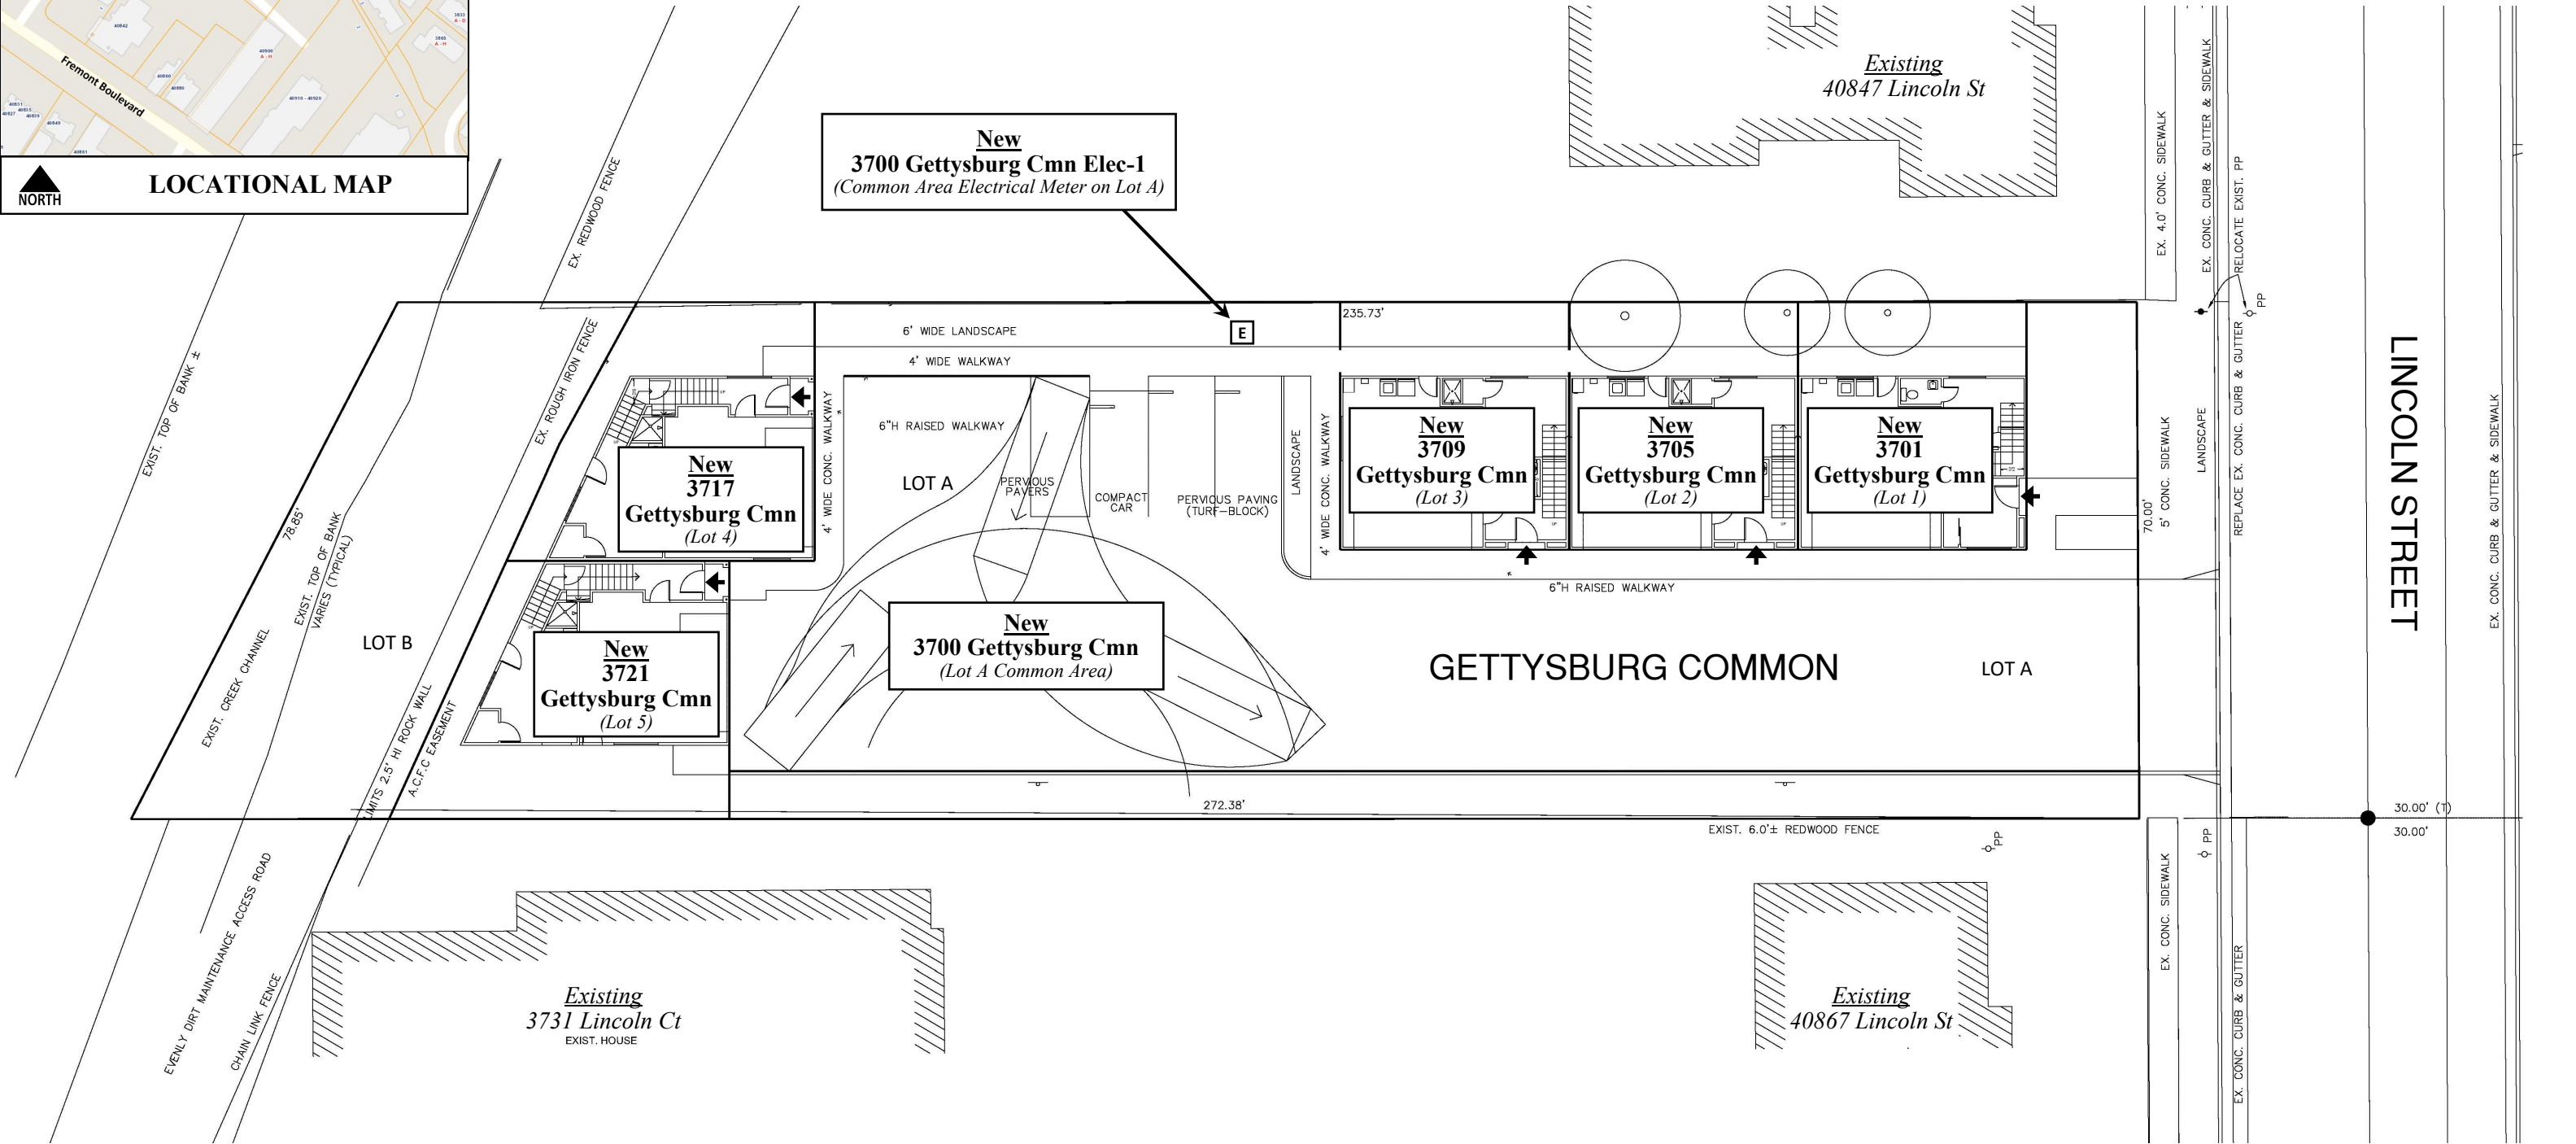 40842
40900
A - H
3865
A - H
Fremont Boulevard
40860
40880
40910 - 40920
40849
LOCATIONAL MAP
NORTH
EX. REDWOOD FENCE
New
3700 Gettysburg Cmn Elec-1
(Common Area Electrical Meter on Lot A)
Existing
40847 Lincoln St
EX. 4.0' CONC. SIDEWALK
EX. CONC. CURB & GUTTER & SIDEWALK
RELOCATE EXIST. PP
PP
EXIST. TOP OF BANK ±
EX. ROUGH IRON FENCE
6' WIDE LANDSCAPE
E
235.73'
4' WIDE WALKWAY
6"H RAISED WALKWAY
4' WIDE CONC. WALKWAY
LOT A
PERVIOUS
PAVERS
COMPACT
CAR
PERVIOUS PAVING
(TURF-BLOCK)
LANDSCAPE
4' WIDE CONC. WALKWAY
New
3717
Gettysburg Cmn
(Lot 4)
New
3709
Gettysburg Cmn
(Lot 3)
New
3705
Gettysburg Cmn
(Lot 2)
New
3701
Gettysburg Cmn
(Lot 1)
70.00'
5' CONC. SIDEWALK
LANDSCAPE
REPLACE EX. CONC. CURB & GUTTER
LINCOLN STREET
EX. CONC. CURB & GUTTER & SIDEWALK
78.85'
EXIST. TOP OF BANK
VARIES (TYPICAL)
EXIST. CREEK CHANNEL
LOT B
LIMITS 2.5' HI ROCK WALL
A.C.F.C EASEMENT
New
3721
Gettysburg Cmn
(Lot 5)
New
3700 Gettysburg Cmn
(Lot A Common Area)
6"H RAISED WALKWAY
GETTYSBURG COMMON
LOT A
272.38'
EXIST. 6.0'± REDWOOD FENCE
PP
PP
30.00' (T)
30.00'
EVENLY DIRT MAINTENANCE ACCESS ROAD
CHAIN LINK FENCE
Existing
3731 Lincoln Ct
EXIST. HOUSE
Existing
40867 Lincoln St
EX. CONC. SIDEWALK
EX. CONC. CURB & GUTTER